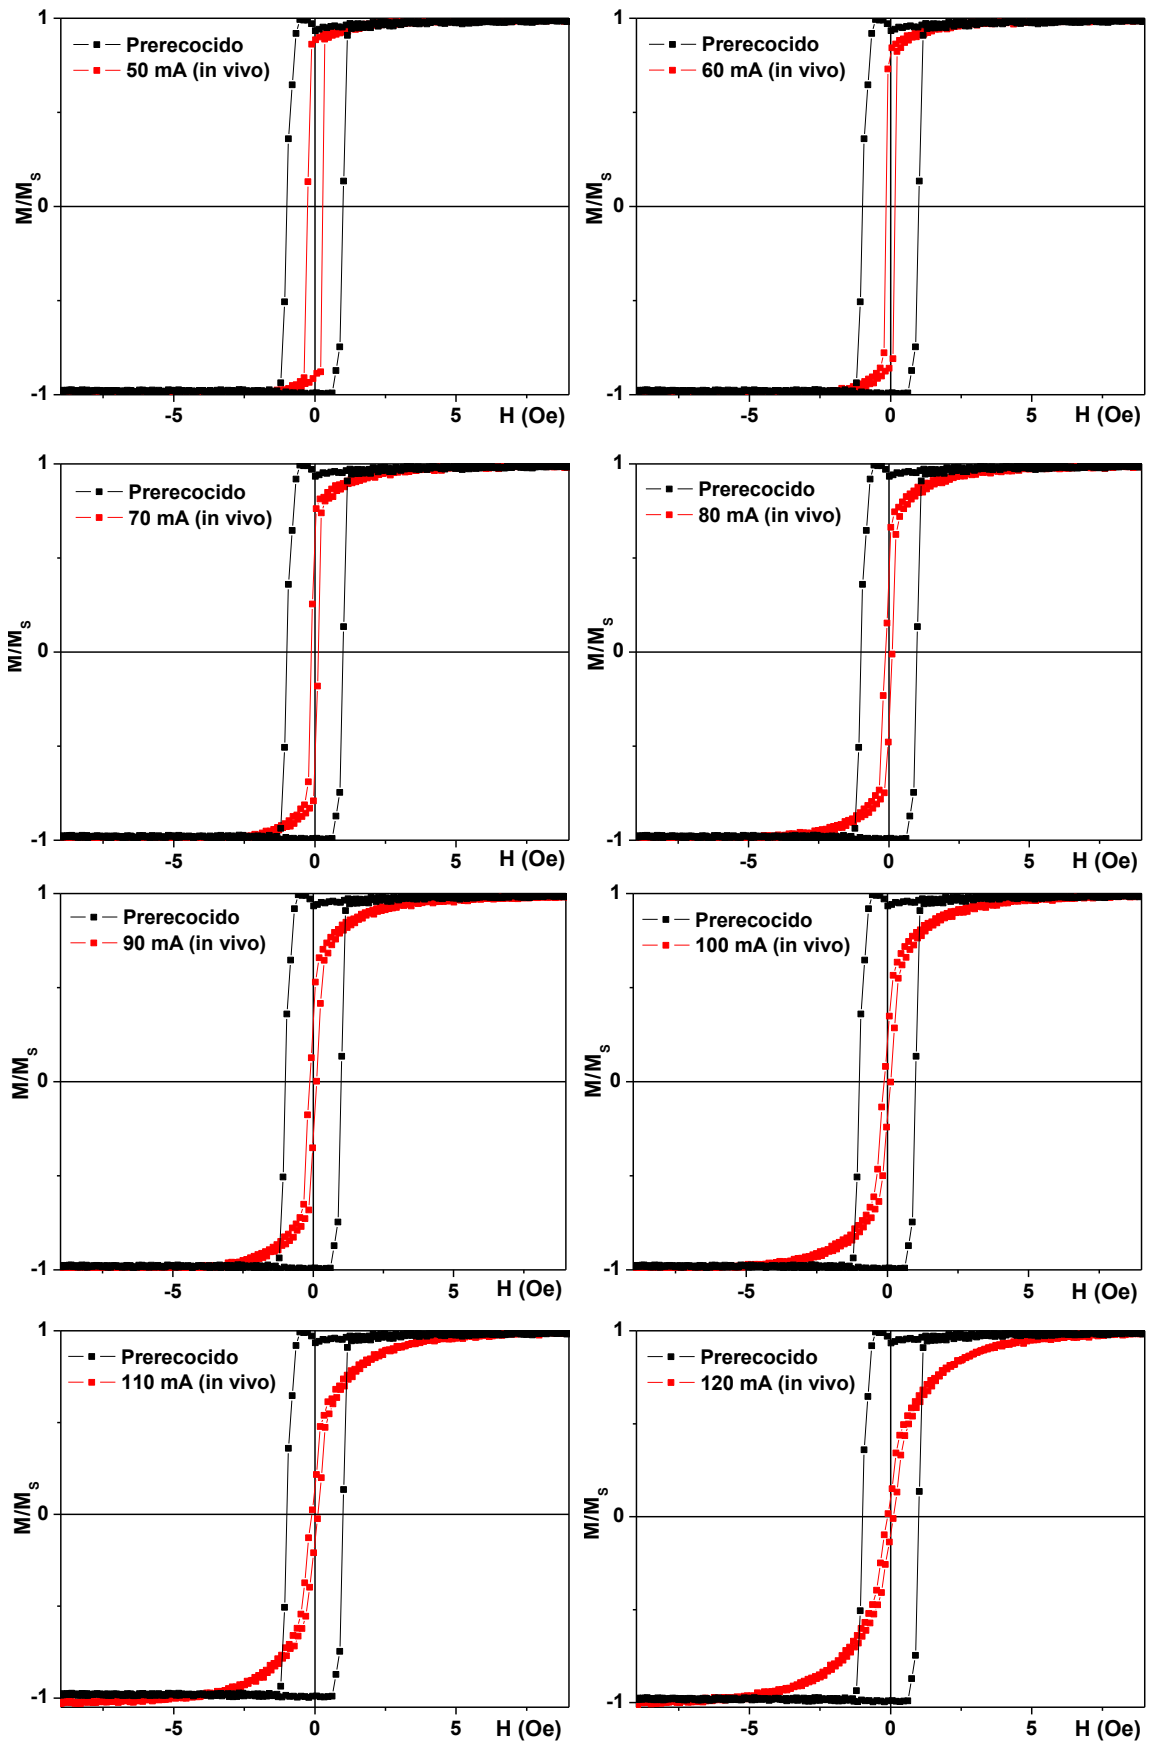 1
Prerecocido
50 mA (in vivo)
M/Ms
0
-1
-5
0
5
H (Oe)
1
Prerecocido
60 mA (in vivo)
M/Ms
0
-1
-5
0
5
H (Oe)
1
Prerecocido
70 mA (in vivo)
M/Ms
0
-1
-5
0
5
H (Oe)
1
Prerecocido
80 mA (in vivo)
M/Ms
0
-1
-5
0
5
H (Oe)
1
Prerecocido
90 mA (in vivo)
M/Ms
0
-1
-5
0
5
H (Oe)
1
Prerecocido
100 mA (in vivo)
M/Ms
0
-1
-5
0
5
H (Oe)
1
Prerecocido
110 mA (in vivo)
M/Ms
0
-1
-5
0
5
H (Oe)
1
Prerecocido
120 mA (in vivo)
M/Ms
0
-1
-5
0
5
H (Oe)